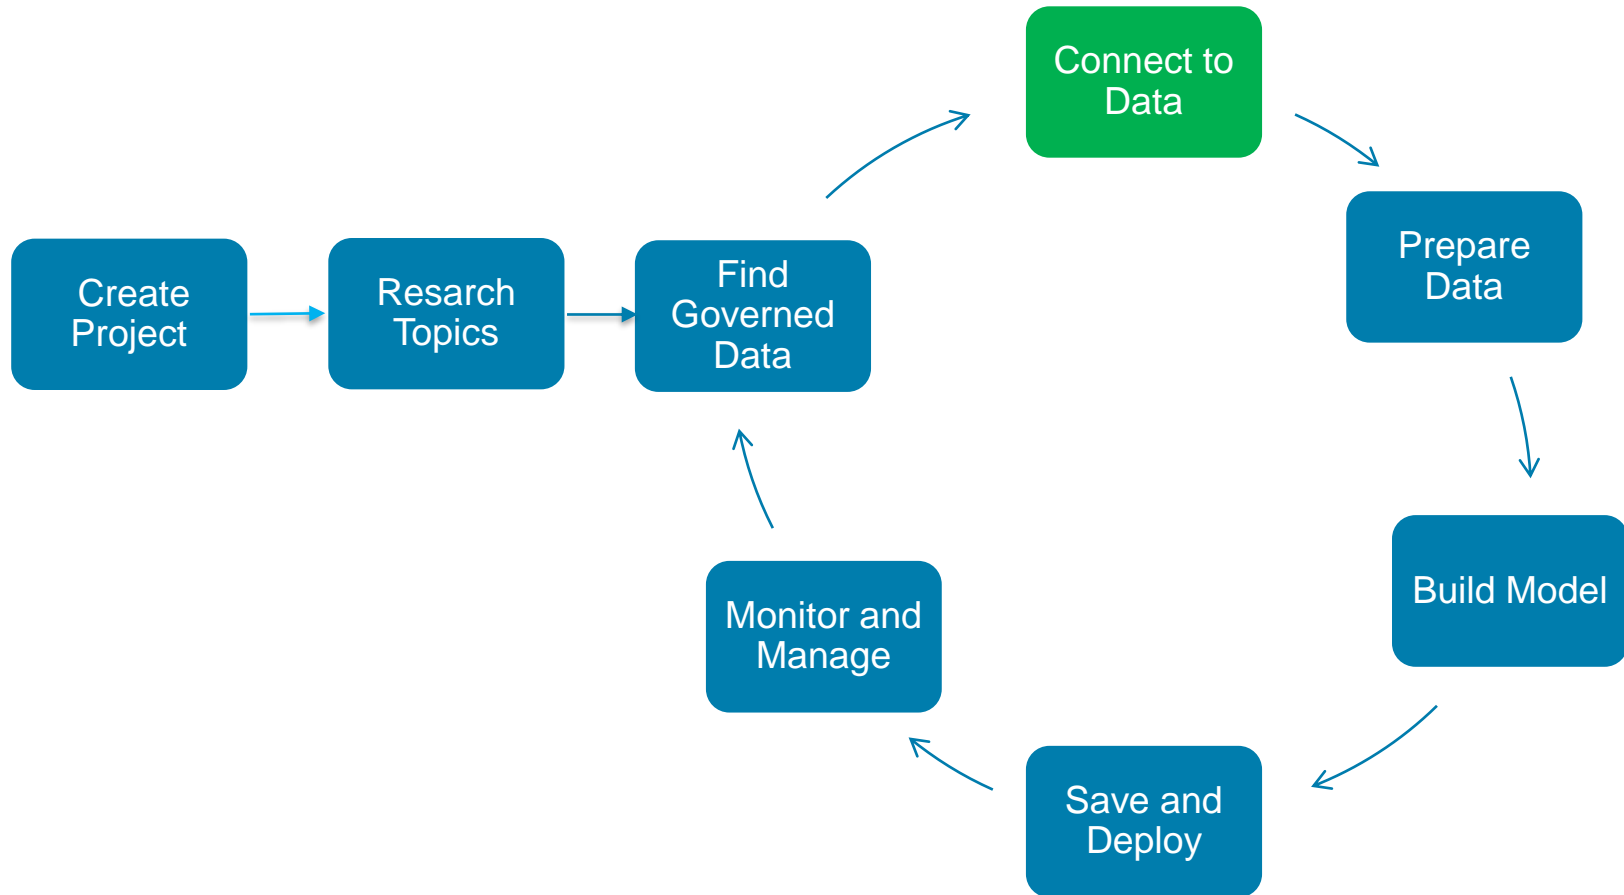 Create
Project
Resarch
Topics
Find
Governed
Data
Connect to
Data
Prepare
Data
Build Model
Save and
Deploy
Monitor and
Manage